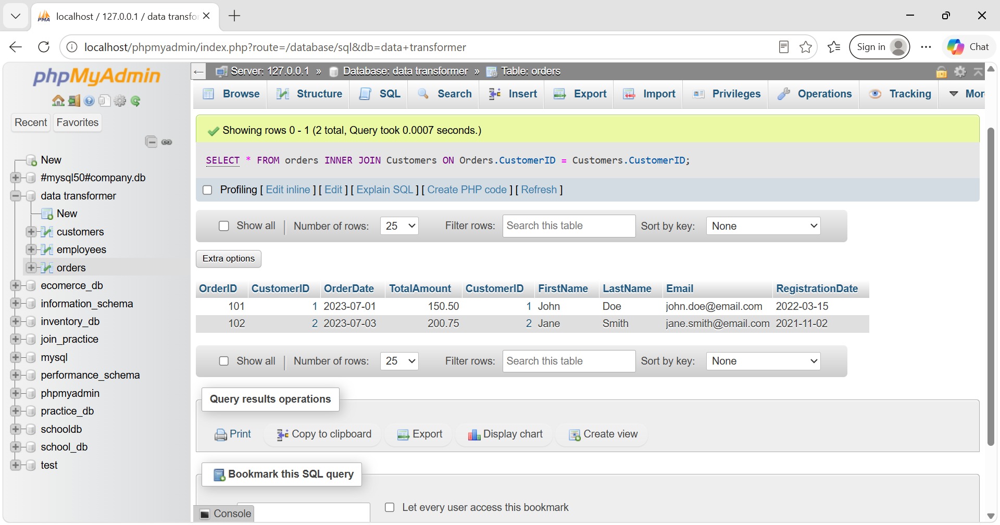 localhost / 127.0.0.1 / data transfo
localhost/phpmyadmin/index.php?route=/database/sql&db=data+transformer
Sign in
Chat
phpMyAdmin
Recent
Favorites
New
#mysql50#company.db
data transformer
New
customers
employees
orders
ecomerce_db
information_schema
inventory_db
join_practice
mysql
performance_schema
phpmyadmin
practice_db
schooldb
school_db
test
Server: 127.0.0.1 » Database: data transformer » Table: orders
Browse Structure SQL Search Insert Export Import Privileges Operations Tracking Mor
Showing rows 0 - 1 (2 total, Query took 0.0007 seconds.)
SELECT * FROM orders INNER JOIN Customers ON Orders.CustomerID = Customers.CustomerID;
Profiling [ Edit inline ] [ Edit ] [ Explain SQL ] [ Create PHP code ] [ Refresh ]
Show all Number of rows: 25 Filter rows: Search this table Sort by key: None
Extra options
OrderID CustomerID OrderDate TotalAmount CustomerID FirstName LastName Email RegistrationDate
101 1 2023-07-01 150.50 1 John Doe john.doe@email.com 2022-03-15
102 2 2023-07-03 200.75 2 Jane Smith jane.smith@email.com 2021-11-02
Show all Number of rows: 25 Filter rows: Search this table Sort by key: None
Query results operations
Print Copy to clipboard Export Display chart Create view
Bookmark this SQL query
Let every user access this bookmark
Console